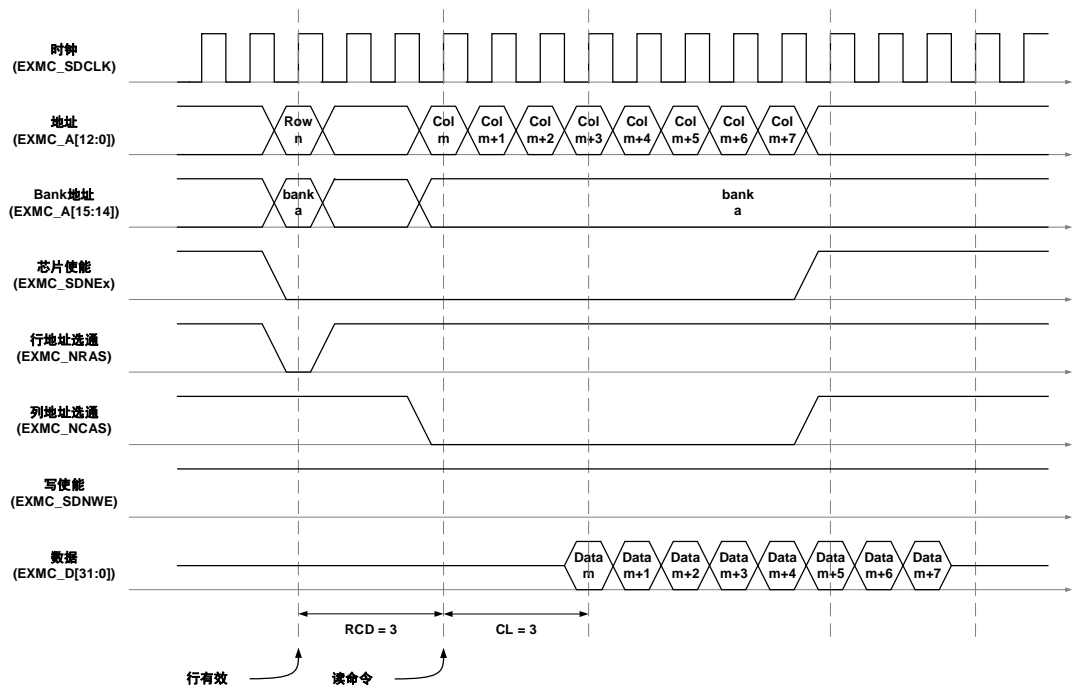 时钟
(EXMC_SDCLK)
地址
(EXMC_A[12:0])
Row
n
Col
m
Col
m+1
Col
m+2
Col
m+3
Col
m+4
Col
m+5
Col
m+6
Col
m+7
Bank地址
(EXMC_A[15:14])
bank
a
bank
a
芯片使能
(EXMC_SDNEx)
行地址选通
(EXMC_NRAS)
列地址选通
(EXMC_NCAS)
写使能
(EXMC_SDNWE)
数据
(EXMC_D[31:0])
Data
m
Data
m+1
Data
m+2
Data
m+3
Data
m+4
Data
m+5
Data
m+6
Data
m+7
RCD = 3
CL = 3
行有效
读命令